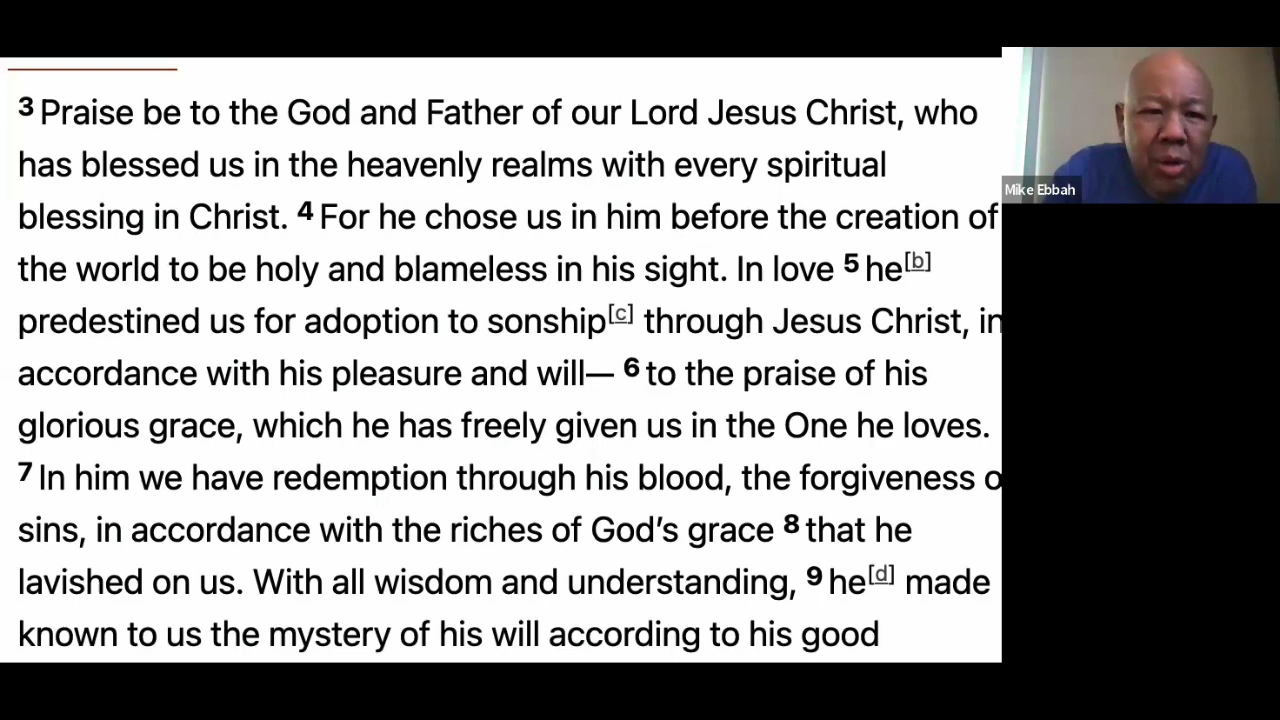 3 Praise be to the God and Father of our Lord Jesus Christ, who
has blessed us in the heavenly realms with every spiritual
blessing in Christ. 4 For he chose us in him before the creation of
the world to be holy and blameless in his sight. In love 5 he[b]
predestined us for adoption to sonship[c] through Jesus Christ, in
accordance with his pleasure and will— 6 to the praise of his
glorious grace, which he has freely given us in the One he loves.
7 In him we have redemption through his blood, the forgiveness o
sins, in accordance with the riches of God’s grace 8 that he
lavished on us. With all wisdom and understanding, 9 he[d] made
known to us the mystery of his will according to his good
Mike Ebbah